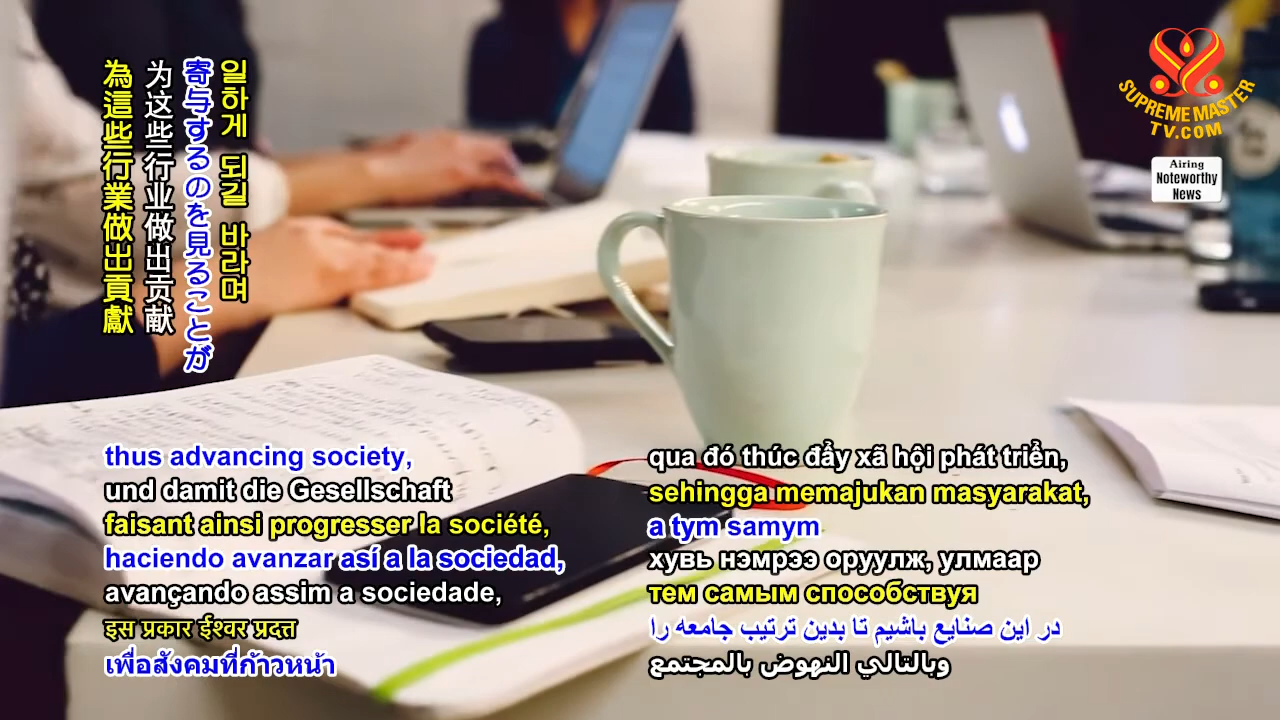 為這些行業做出貢獻
为这些行业做出贡献
寄与するのを見ることが
일하게 되길 바라며
SUPREME MASTER
TV.COM
Airing
Noteworthy
News
thus advancing society,
und damit die Gesellschaft
faisant ainsi progresser la société,
haciendo avanzar así a la sociedad,
avançando assim a sociedade,
इस प्रकार ईश्वर प्रदत्त
เพื่อสังคมที่ก้าวหน้า
qua đó thúc đẩy xã hội phát triển,
sehingga memajukan masyarakat,
a tym samym
хувь нэмрээ оруулж, улмаар
тем самым способствуя
در این صنایع باشیم تا بدین ترتیب جامعه را
وبالتالي النهوض بالمجتمع